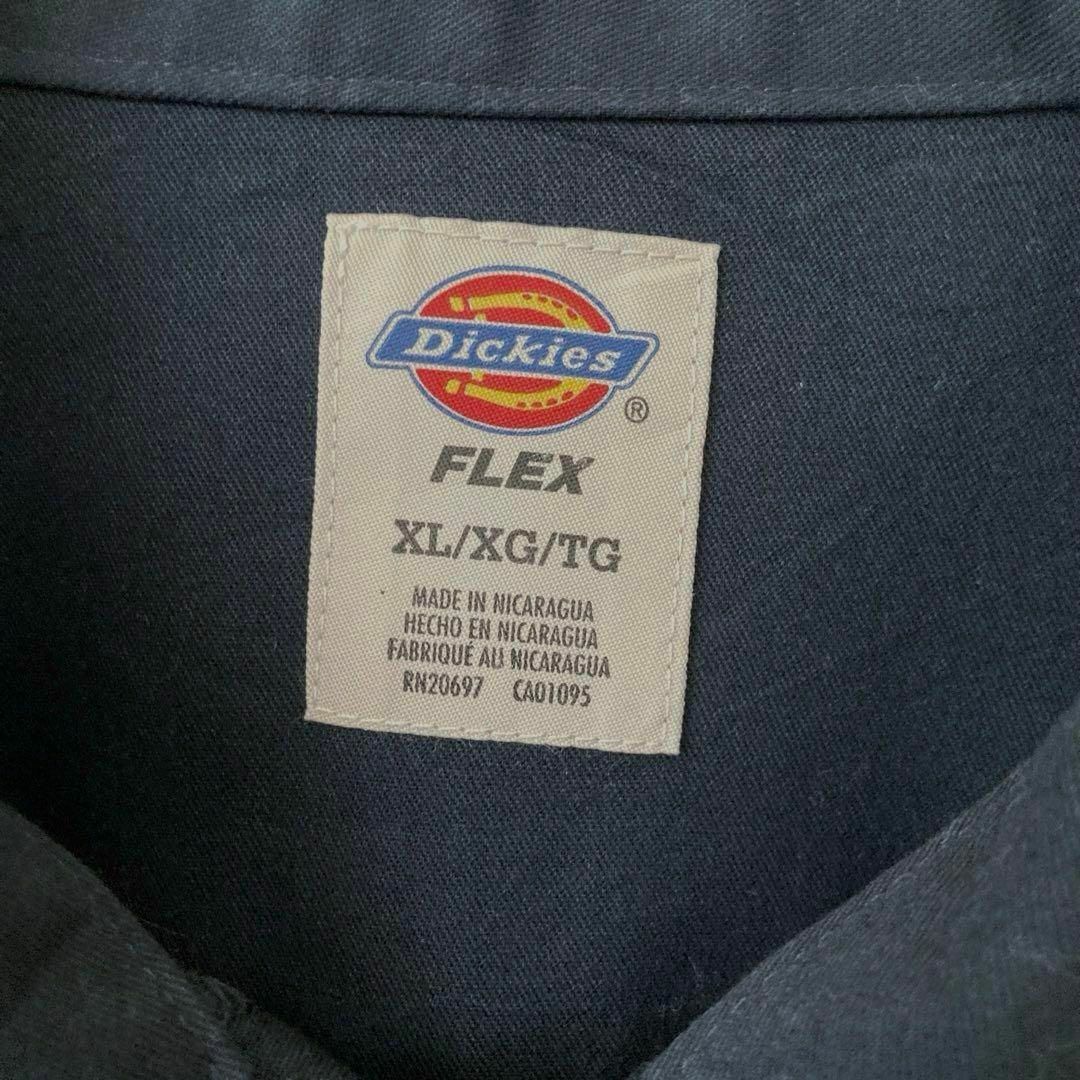 Dickies
®
FLEX
XL/XG/TG
MADE IN NICARAGUA
HECHO EN NICARAGUA
FABRIQUÉ AU NICARAGUA
RN20697 CA01095